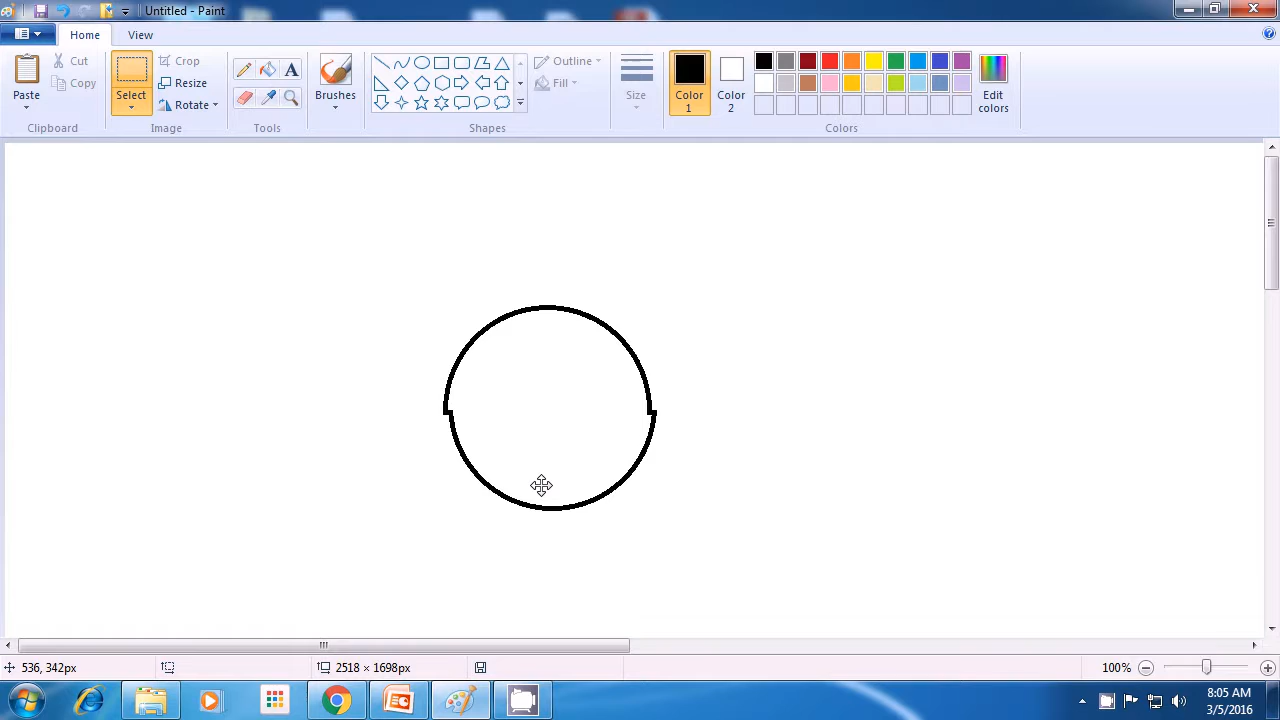 Untitled - Paint
Home View
Paste
Cut
Copy
Clipboard
Select
Crop
Resize
Rotate
Image
A
Tools
Brushes
Shapes
Outline
Fill
Size
Color
1
Color
2
Edit
colors
Colors
536, 342px
2518 × 1698px
100%
8:05 AM
3/5/2016